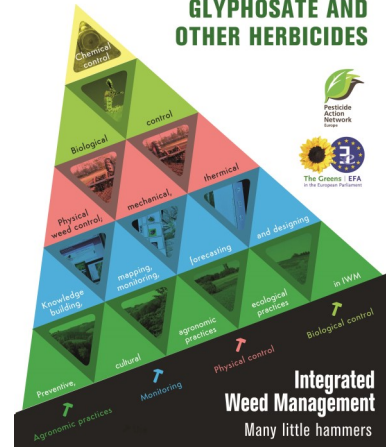 GLYPHOSATE AND
OTHER HERBICIDES
Pesticide
Action
Network
Europe
The Greens | EFA
in the European Parliament
Chemical
control
Biological control
Physical weed control, mechanical, thermical
Knowledge building, mapping, monitoring, forecasting and designing
Preventive, cultural agronomic practices ecological practices in IWM
Agronomic practices
Monitoring
Physical control
Biological control
Integrated
Weed Management
Many little hammers